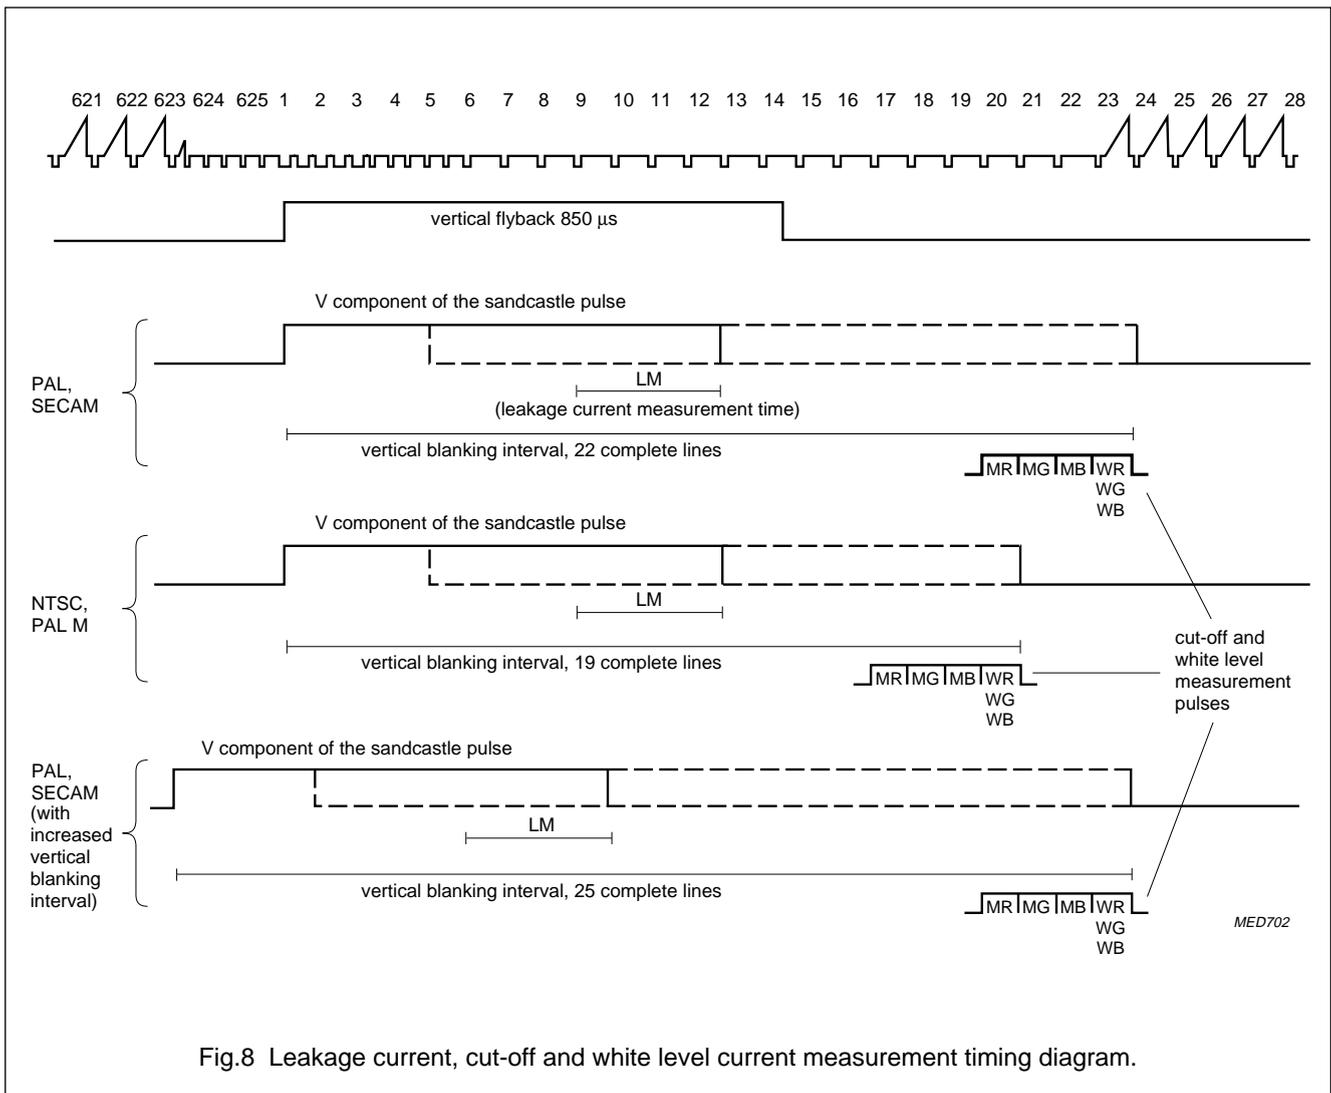 621 622 623 624 625 1 2 3 4 5 6 7 8 9 10 11 12 13 14 15 16 17 18 19 20 21 22 23 24 25 26 27 28
vertical flyback 850 µs
V component of the sandcastle pulse
PAL,
SECAM
LM
(leakage current measurement time)
vertical blanking interval, 22 complete lines
MR MG MB WR
WG
WB
V component of the sandcastle pulse
NTSC,
PAL M
LM
vertical blanking interval, 19 complete lines
MR MG MB WR
WG
WB
cut-off and
white level
measurement
pulses
V component of the sandcastle pulse
PAL,
SECAM
(with
increased
vertical
blanking
interval)
LM
vertical blanking interval, 25 complete lines
MR MG MB WR
WG
WB
MED702
Fig.8 Leakage current, cut-off and white level current measurement timing diagram.